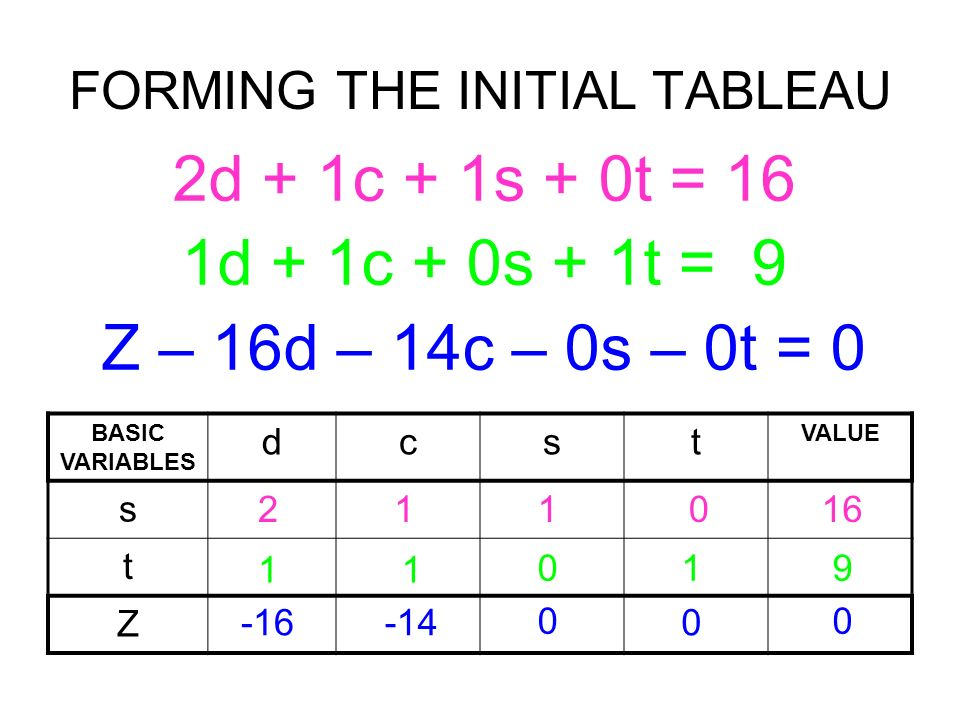 FORMING THE INITIAL TABLEAU
2d + 1c + 1s + 0t = 16
1d + 1c + 0s + 1t = 9
Z – 16d – 14c – 0s – 0t = 0
BASIC VARIABLES d c s t VALUE
s 2 1 1 0 16
t 1 1 0 1 9
Z -16 -14 0 0 0